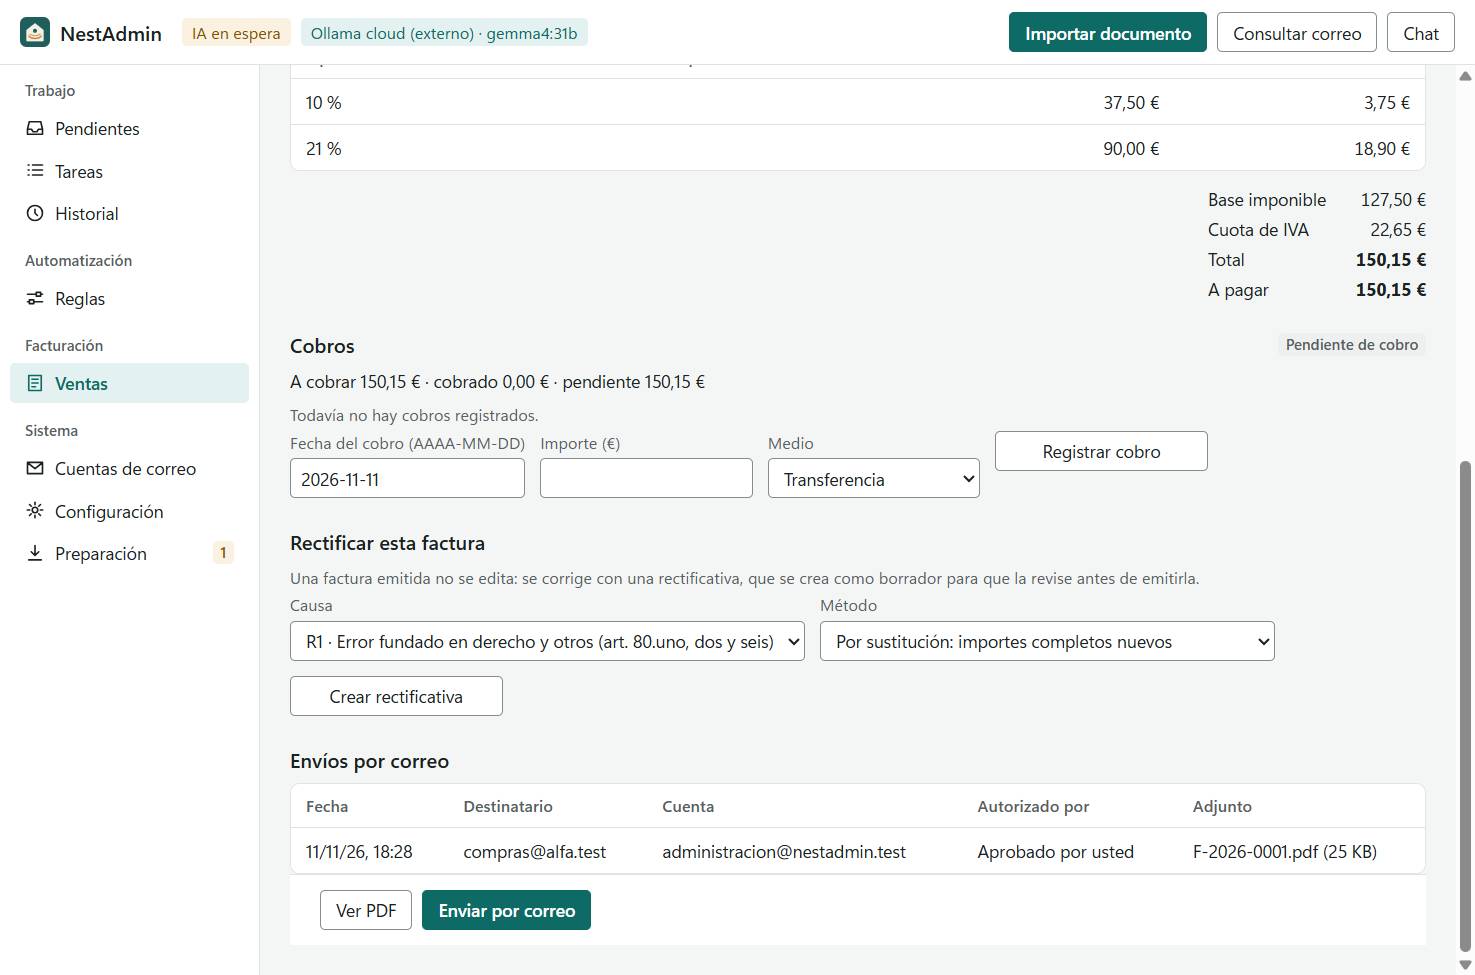 NestAdmin
IA en espera
Ollama cloud (externo) · gemma4:31b
Importar documento
Consultar correo
Chat
Trabajo
Pendientes
Tareas
Historial
Automatización
Reglas
Facturación
Ventas
Sistema
Cuentas de correo
Configuración
Preparación 1
10 % 37,50 € 3,75 €
21 % 90,00 € 18,90 €
Base imponible 127,50 €
Cuota de IVA 22,65 €
Total 150,15 €
A pagar 150,15 €
Cobros
Pendiente de cobro
A cobrar 150,15 € · cobrado 0,00 € · pendiente 150,15 €
Todavía no hay cobros registrados.
Fecha del cobro (AAAA-MM-DD) Importe (€) Medio
2026-11-11 Transferencia Registrar cobro
Rectificar esta factura
Una factura emitida no se edita: se corrige con una rectificativa, que se crea como borrador para que la revise antes de emitirla.
Causa Método
R1 · Error fundado en derecho y otros (art. 80.uno, dos y seis) Por sustitución: importes completos nuevos
Crear rectificativa
Envíos por correo
Fecha Destinatario Cuenta Autorizado por Adjunto
11/11/26, 18:28 compras@alfa.test administracion@nestadmin.test Aprobado por usted F-2026-0001.pdf (25 KB)
Ver PDF Enviar por correo